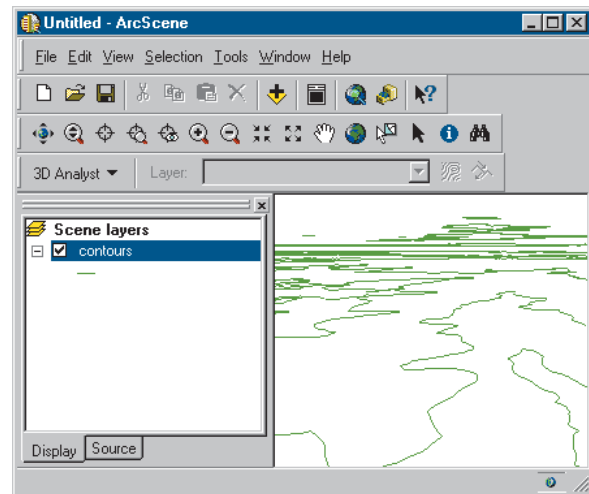 Untitled - ArcScene
File Edit View Selection Tools Window Help
3D Analyst Layer:
Scene layers
contours
Display Source